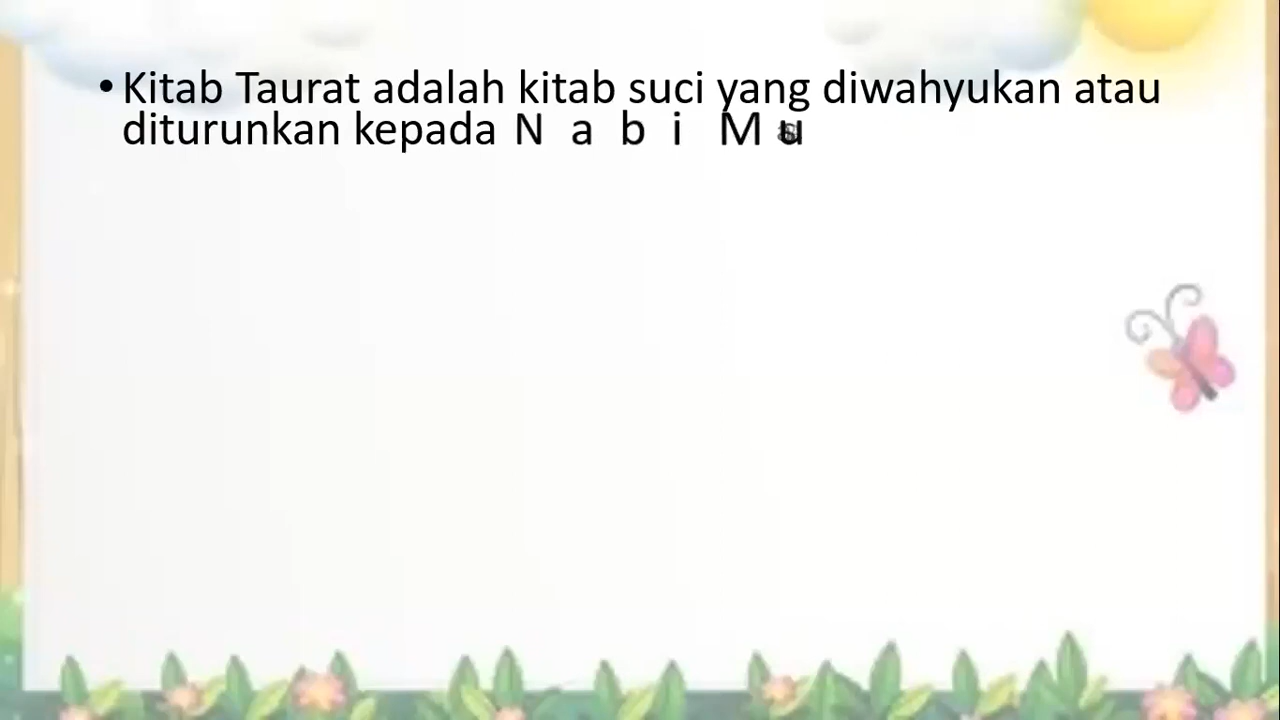 • Kitab Taurat adalah kitab suci yang diwahyukan atau
diturunkan kepada N a b i M u